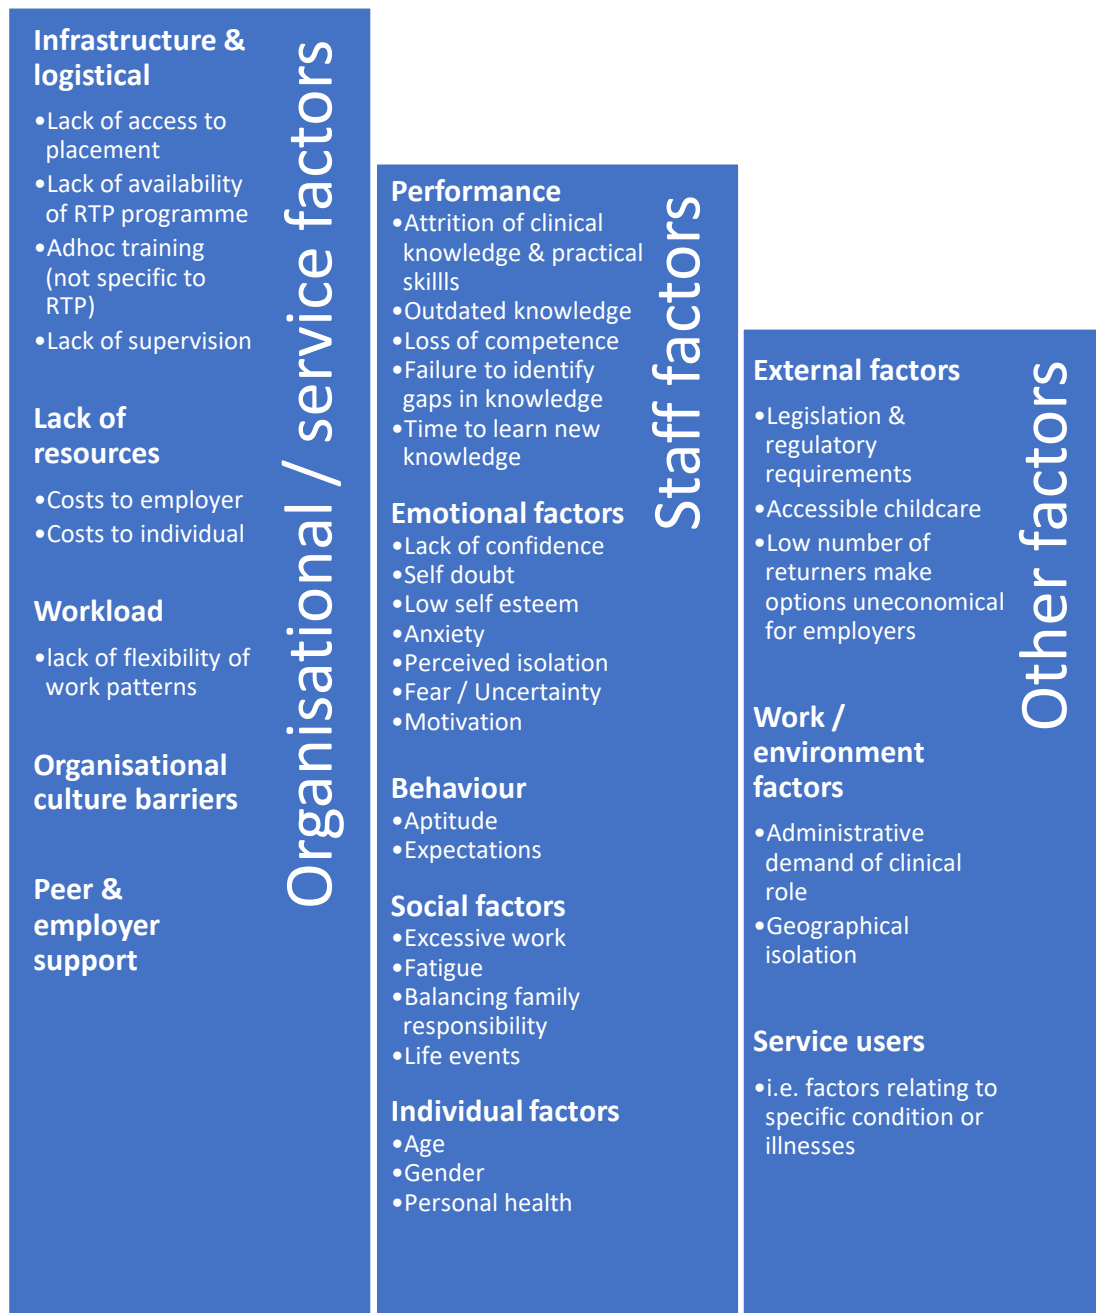 Infrastructure &
logistical
•Lack of access to
placement
•Lack of availability
of RTP programme
•Adhoc training
(not specific to
RTP)
•Lack of supervision
Lack of
resources
•Costs to employer
•Costs to individual
Workload
•lack of flexibility of
work patterns
Organisational
culture barriers
Peer &
employer
support
Organisational / service factors
Performance
•Attrition of clinical
knowledge & practical
skillls
•Outdated knowledge
•Loss of competence
•Failure to identify
gaps in knowledge
•Time to learn new
knowledge
Emotional factors
•Lack of confidence
•Self doubt
•Low self esteem
•Anxiety
•Perceived isolation
•Fear / Uncertainty
•Motivation
Behaviour
•Aptitude
•Expectations
Social factors
•Excessive work
•Fatigue
•Balancing family
responsibility
•Life events
Individual factors
•Age
•Gender
•Personal health
Staff factors
External factors
•Legislation &
regulatory
requirements
•Accessible childcare
•Low number of
returners make
options uneconomical
for employers
Work /
environment
factors
•Administrative
demand of clinical
role
•Geographical
isolation
Service users
•i.e. factors relating to
specific condition or
illnesses
Other factors